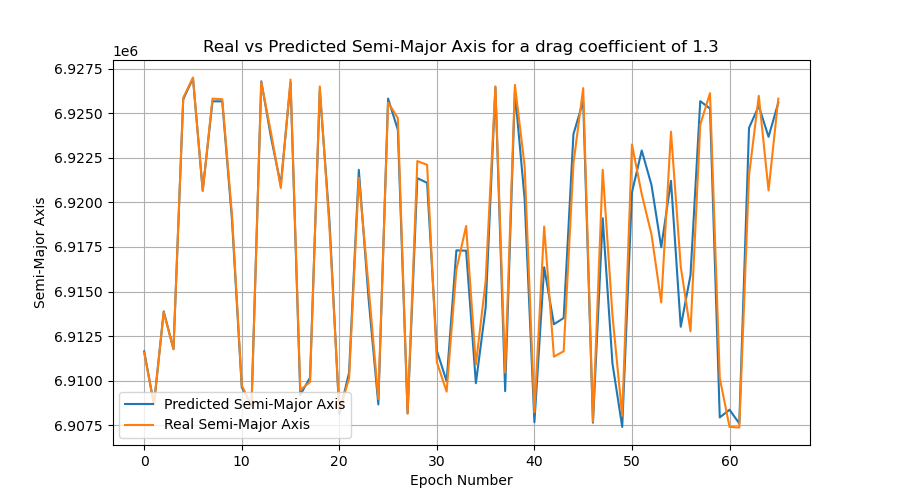 Real vs Predicted Semi-Major Axis for a drag coefficient of 1.3
1e6
6.9275
6.9250
6.9225
6.9200
6.9175
6.9150
6.9125
6.9100
6.9075
Semi-Major Axis
Predicted Semi-Major Axis
Real Semi-Major Axis
0 10 20 30 40 50 60
Epoch Number